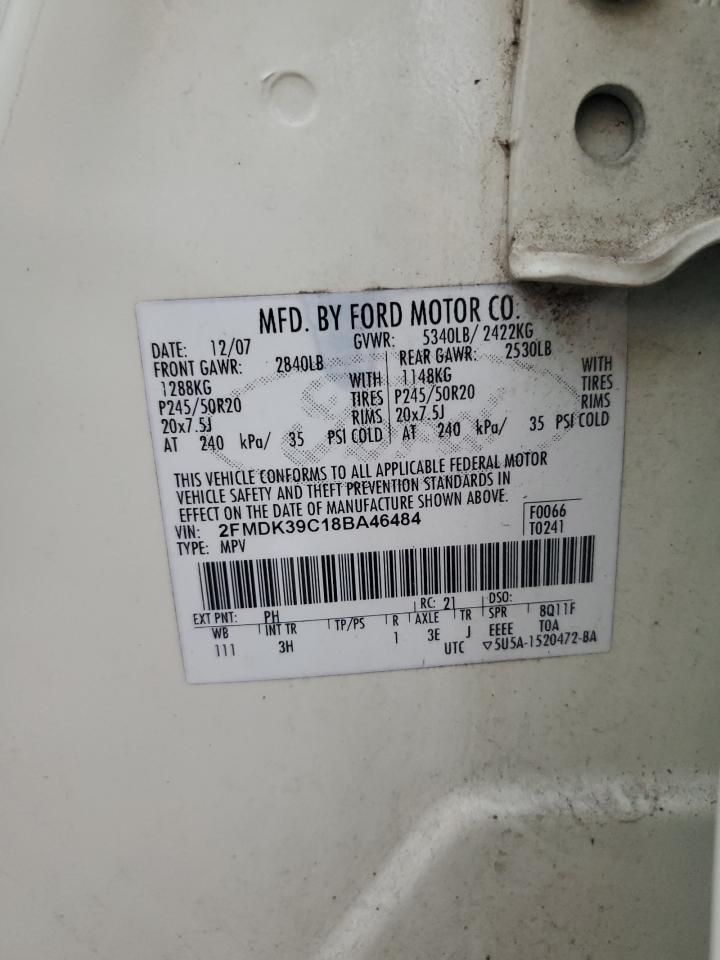 MFD. BY FORD MOTOR CO.
DATE: 12/07 GVWR: 5340LB/ 2422KG
FRONT GAWR: 2840LB REAR GAWR: 2530LB
1288KG WITH 1148KG WITH
P245/50R20 TIRES P245/50R20 TIRES
20x7.5J RIMS 20x7.5J RIMS
AT 240 kPa/ 35 PSI COLD AT 240 kPa/ 35 PSI COLD
THIS VEHICLE CONFORMS TO ALL APPLICABLE FEDERAL MOTOR
VEHICLE SAFETY AND THEFT PREVENTION STANDARDS IN
EFFECT ON THE DATE OF MANUFACTURE SHOWN ABOVE.
VIN: 2FMDK39C18BA46484 F0066
TYPE: MPV T0241
EXT PNT: PH RC: 21 DSO:
WB INT TR TP/PS R AXLE TR SPR 8Q11F
111 3H 1 3E J EEEE TOA
UTC ▽5U5A-1520472-BA